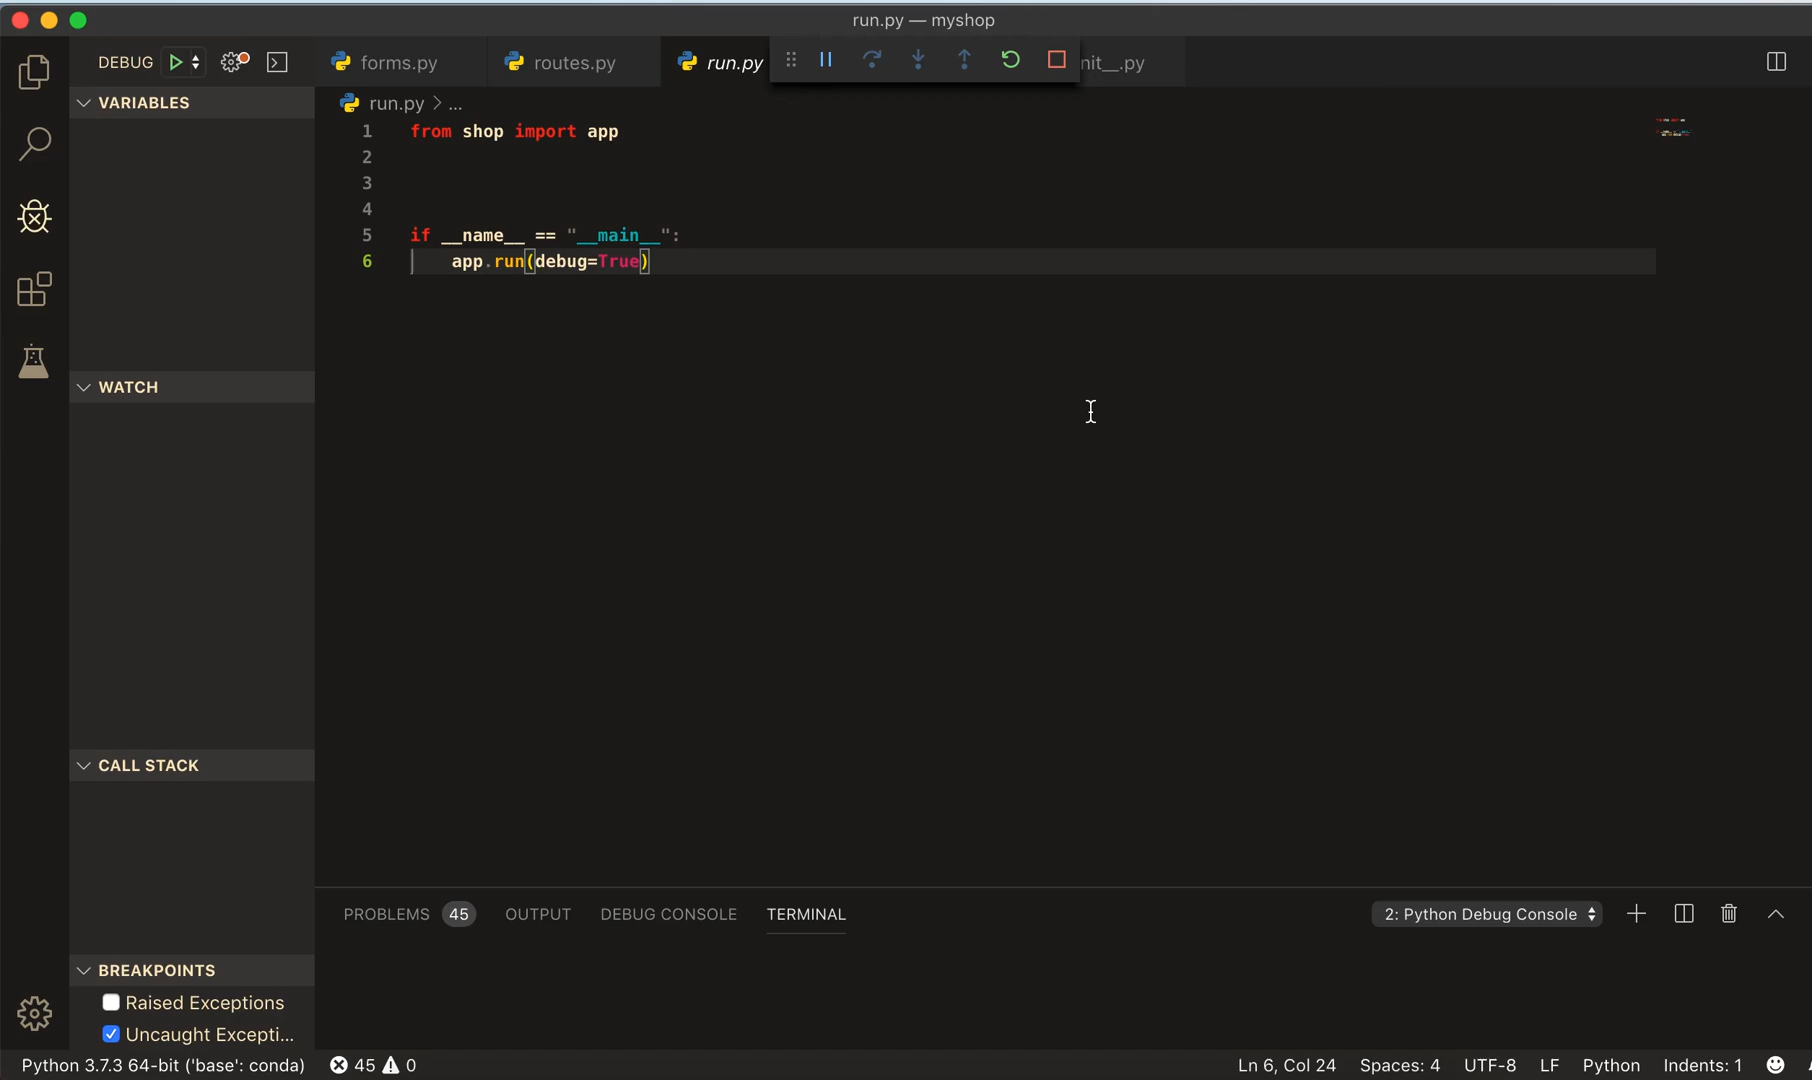 run.py — myshop
DEBUG
forms.py
routes.py
run.py
nit__.py
VARIABLES
run.py > ...
1 from shop import app
2
3
4
5 if __name__ == "__main__":
6 app.run(debug=True)
WATCH
CALL STACK
PROBLEMS 45 OUTPUT DEBUG CONSOLE TERMINAL 2: Python Debug Console
BREAKPOINTS
Raised Exceptions
Uncaught Excepti...
Python 3.7.3 64-bit ('base': conda) 45 0 Ln 6, Col 24 Spaces: 4 UTF-8 LF Python Indents: 1